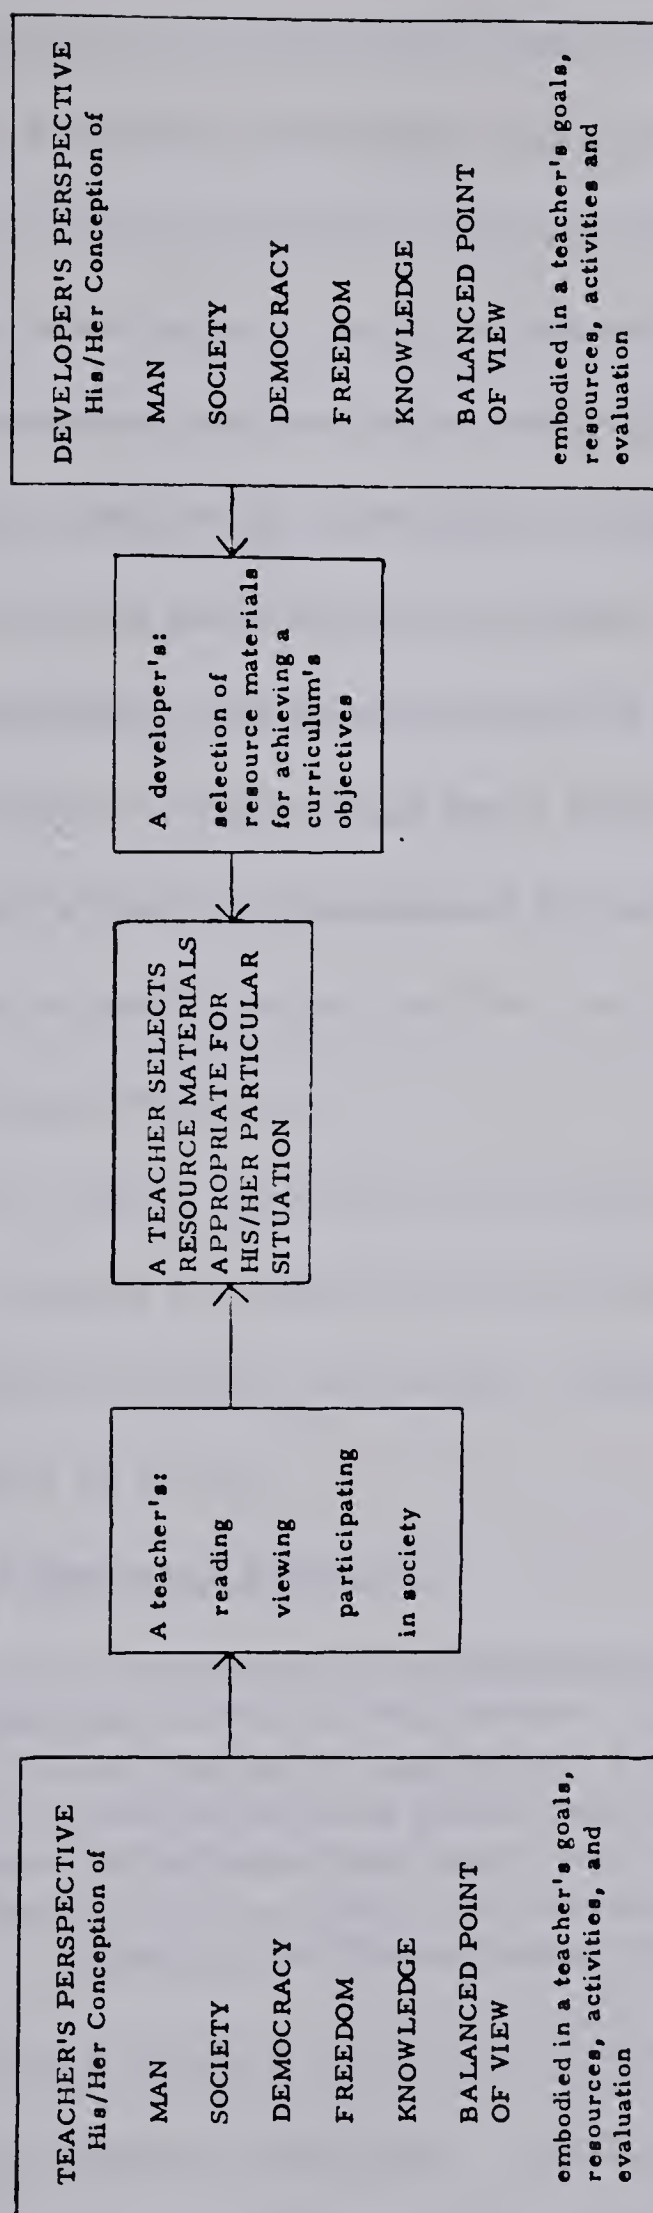 TEACHER'S PERSPECTIVE
His/Her Conception of
MAN
SOCIETY
DEMOCRACY
FREEDOM
KNOWLEDGE
BALANCED POINT
OF VIEW
embodied in a teacher's goals,
resources, activities, and
evaluation
A teacher's:
reading
viewing
participating
in society
A TEACHER SELECTS
RESOURCE MATERIALS
APPROPRIATE FOR
HIS/HER PARTICULAR
SITUATION
A developer's:
selection of
resource materials
for achieving a
curriculum's
objectives
DEVELOPER'S PERSPECTIVE
His/Her Conception of
MAN
SOCIETY
DEMOCRACY
FREEDOM
KNOWLEDGE
BALANCED POINT
OF VIEW
embodied in a teacher's goals,
resources, activities and
evaluation